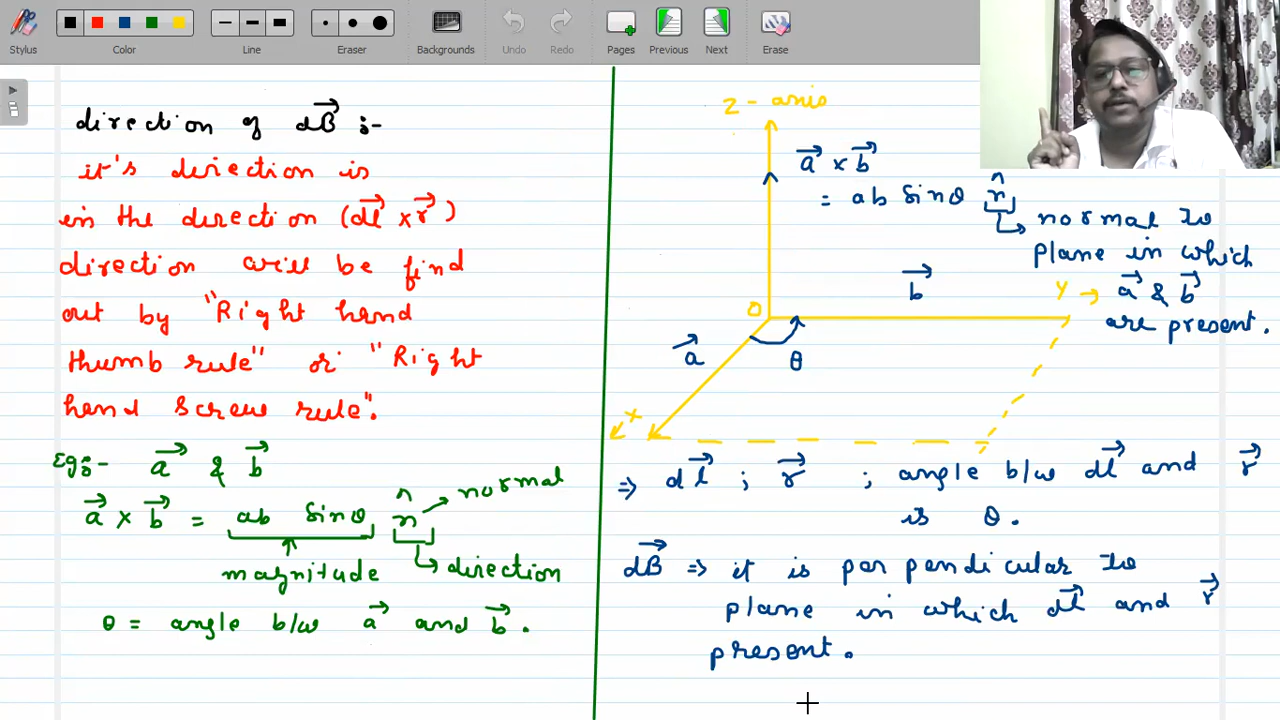 Stylus
Color
Line
Eraser
Backgrounds
Undo
Redo
Pages
Previous
Next
Erase
direction of dB⃗ :-
it's direction is
in the direction (dl⃗ × r⃗)
direction will be find
out by "Right hand
thumb rule" or "Right
hand screw rule".
Eg:- a⃗ & b⃗
a⃗ × b⃗ = ab sinθ n̂ → normal
magnitude direction
θ = angle b/w a⃗ and b⃗.
Z-axis
a⃗ × b⃗
= ab sinθ n̂
normal to
plane in which
a⃗ & b⃗
are present.
b⃗
Y
O
a⃗
θ
X
⇒ dl⃗ ; r⃗ ; angle b/w dl⃗ and r⃗
is θ.
dB⃗ ⇒ it is perpendicular to
plane in which dl⃗ and r⃗
present.